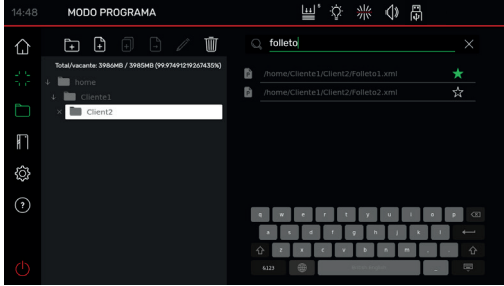 14:48 MODO PROGRAMA
folleto
Total/vacante: 3986MB / 3985MB (99.97491219267435%)
home
Cliente1
Client2
/home/Cliente1/Client2/Folleto1.xml
/home/Cliente1/Client2/Folleto2.xml
q w e r t y u i o p
a s d f g h j k l
z x c v b n m , .
&123 -